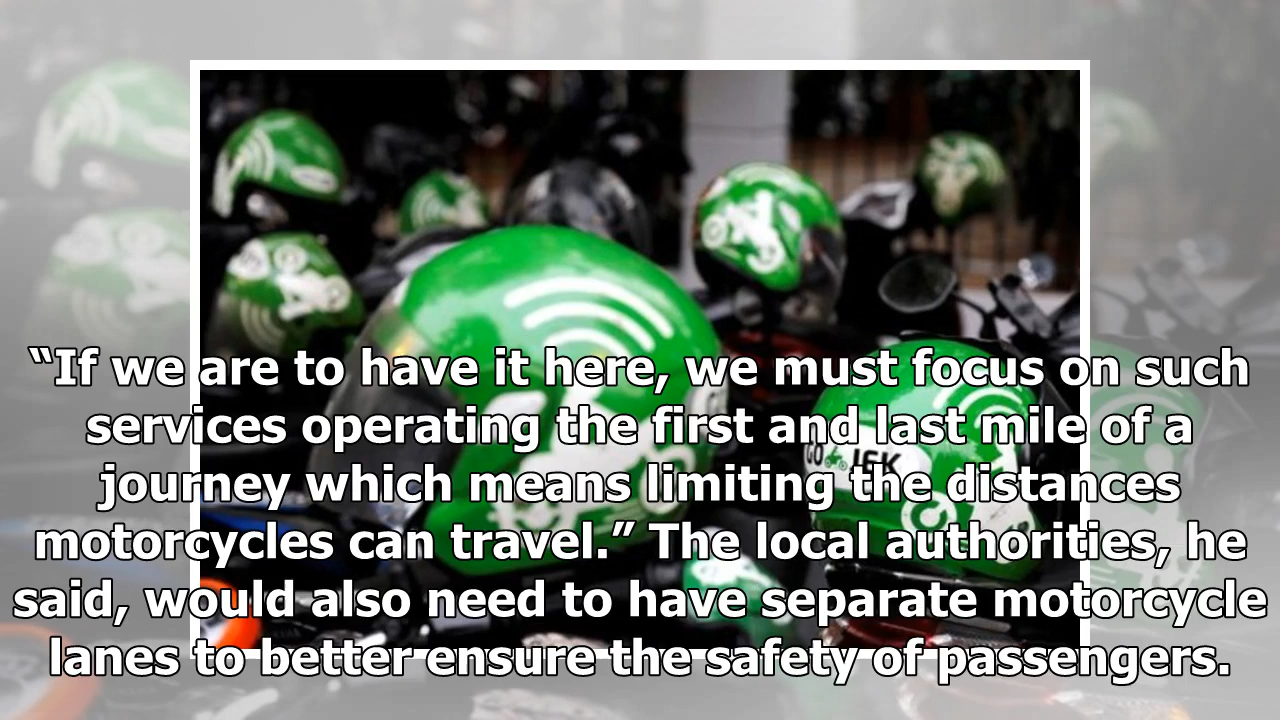 “If we are to have it here, we must focus on such
services operating the first and last mile of a
journey which means limiting the distances
motorcycles can travel.” The local authorities, he
said, would also need to have separate motorcycle
lanes to better ensure the safety of passengers.
GO JEK